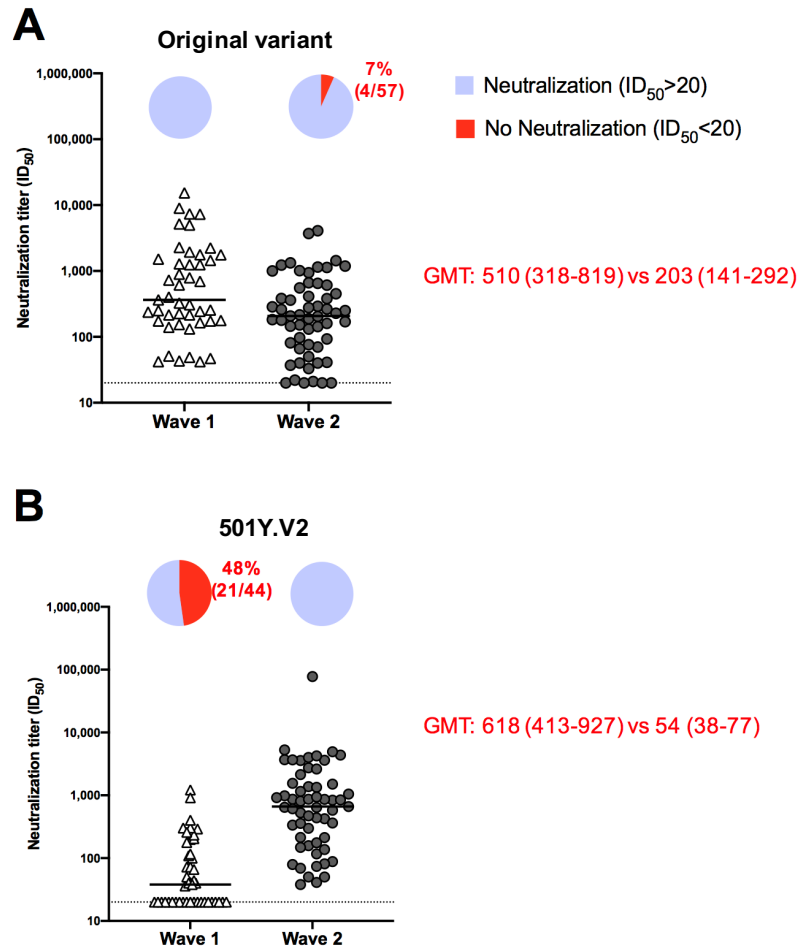 A
Original variant
7%
(4/57)
Neutralization (ID50>20)
No Neutralization (ID50<20)
1,000,000
100,000
10,000
1,000
100
10
Neutralization titer (ID50)
GMT: 510 (318-819) vs 203 (141-292)
Wave 1 Wave 2
B
501Y.V2
48%
(21/44)
1,000,000
100,000
10,000
1,000
100
10
Neutralization titer (ID50)
GMT: 618 (413-927) vs 54 (38-77)
Wave 1 Wave 2